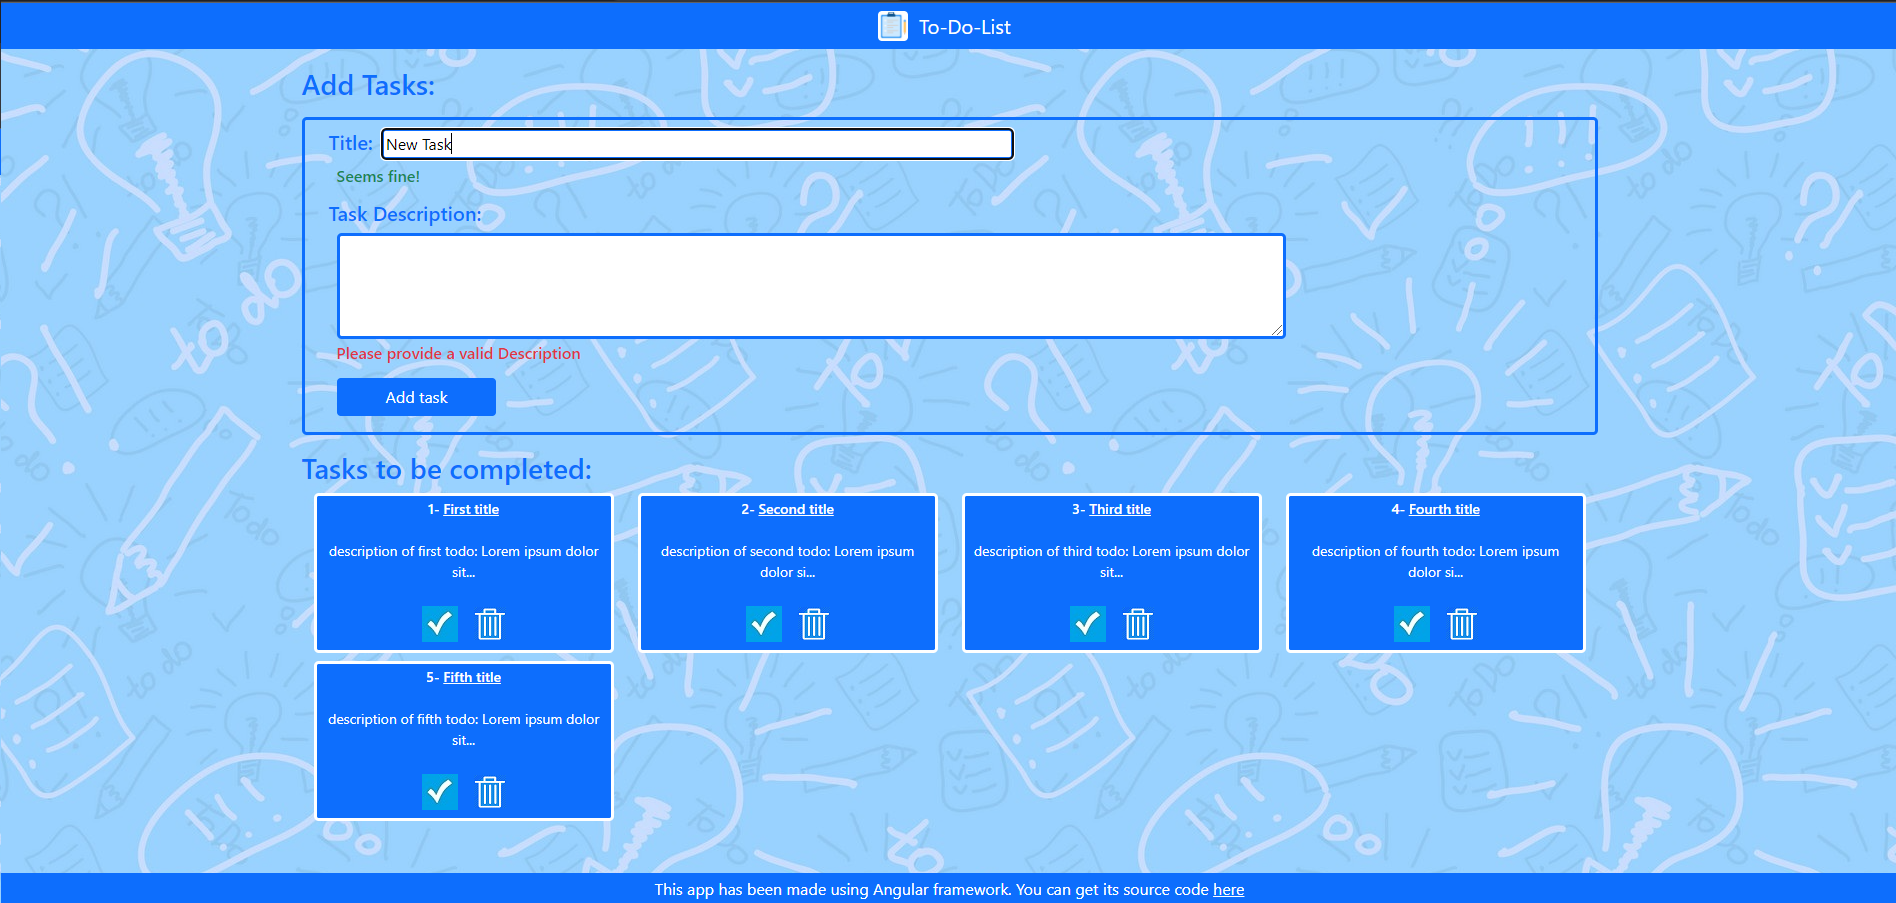 To-Do-List
Add Tasks:
Title: New Task
Seems fine!
Task Description:
Please provide a valid Description
Add task
Tasks to be completed:
1- First title
description of first todo: Lorem ipsum dolor
sit...
2- Second title
description of second todo: Lorem ipsum
dolor si...
3- Third title
description of third todo: Lorem ipsum dolor
sit...
4- Fourth title
description of fourth todo: Lorem ipsum
dolor si...
5- Fifth title
description of fifth todo: Lorem ipsum dolor
sit...
This app has been made using Angular framework. You can get its source code here